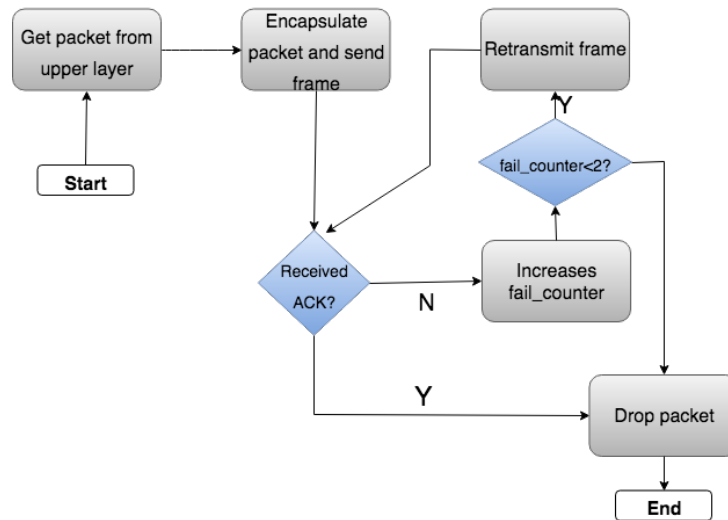 Get packet from
upper layer
Encapsulate
packet and send
frame
Retransmit frame
Y
Start
fail_counter<2?
Received
ACK?
N
Increases
fail_counter
Y
Drop packet
End